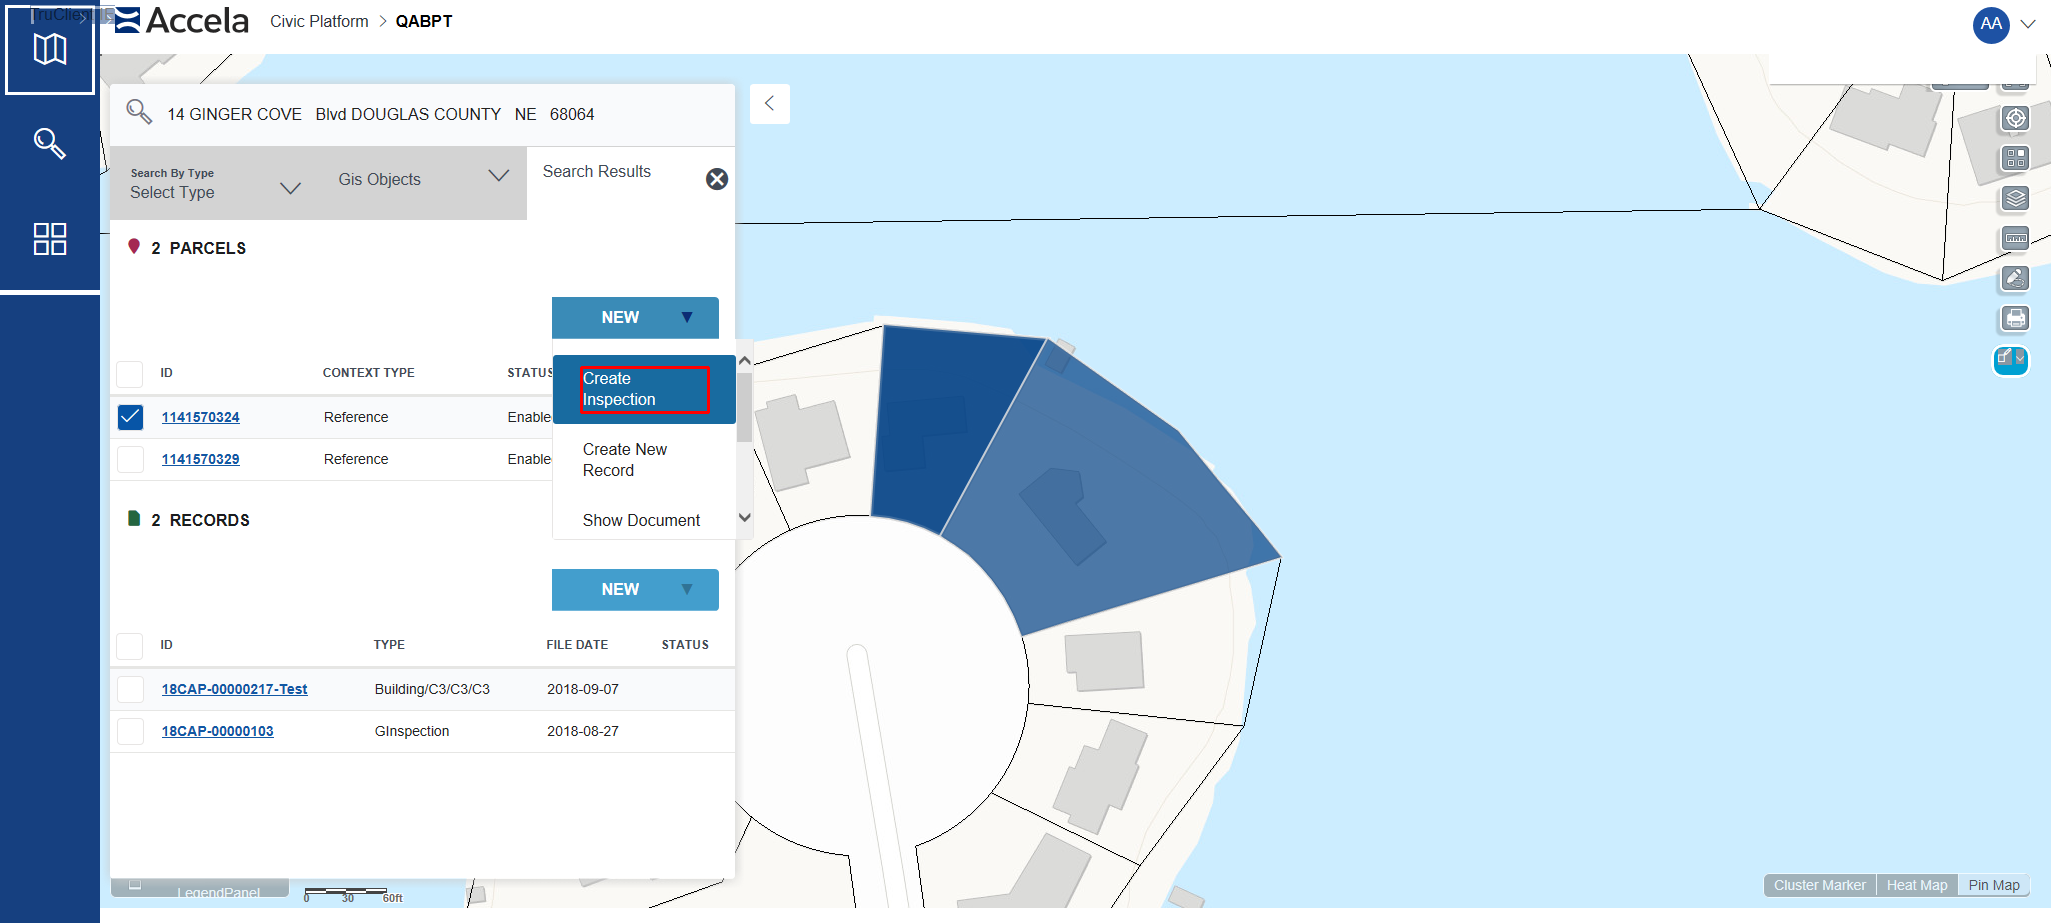 TruClient
Accela
Civic Platform > QABPT
AA
14 GINGER COVE Blvd DOUGLAS COUNTY NE 68064
Search By Type
Select Type
Gis Objects
Search Results
2 PARCELS
NEW
ID CONTEXT TYPE STATUS
1141570324 Reference Enable
1141570329 Reference Enable
Create
Inspection
Create New
Record
Show Document
2 RECORDS
NEW
ID TYPE FILE DATE STATUS
18CAP-00000217-Test Building/C3/C3/C3 2018-09-07
18CAP-00000103 GInspection 2018-08-27
LegendPanel
0 30 60ft
Cluster Marker Heat Map Pin Map